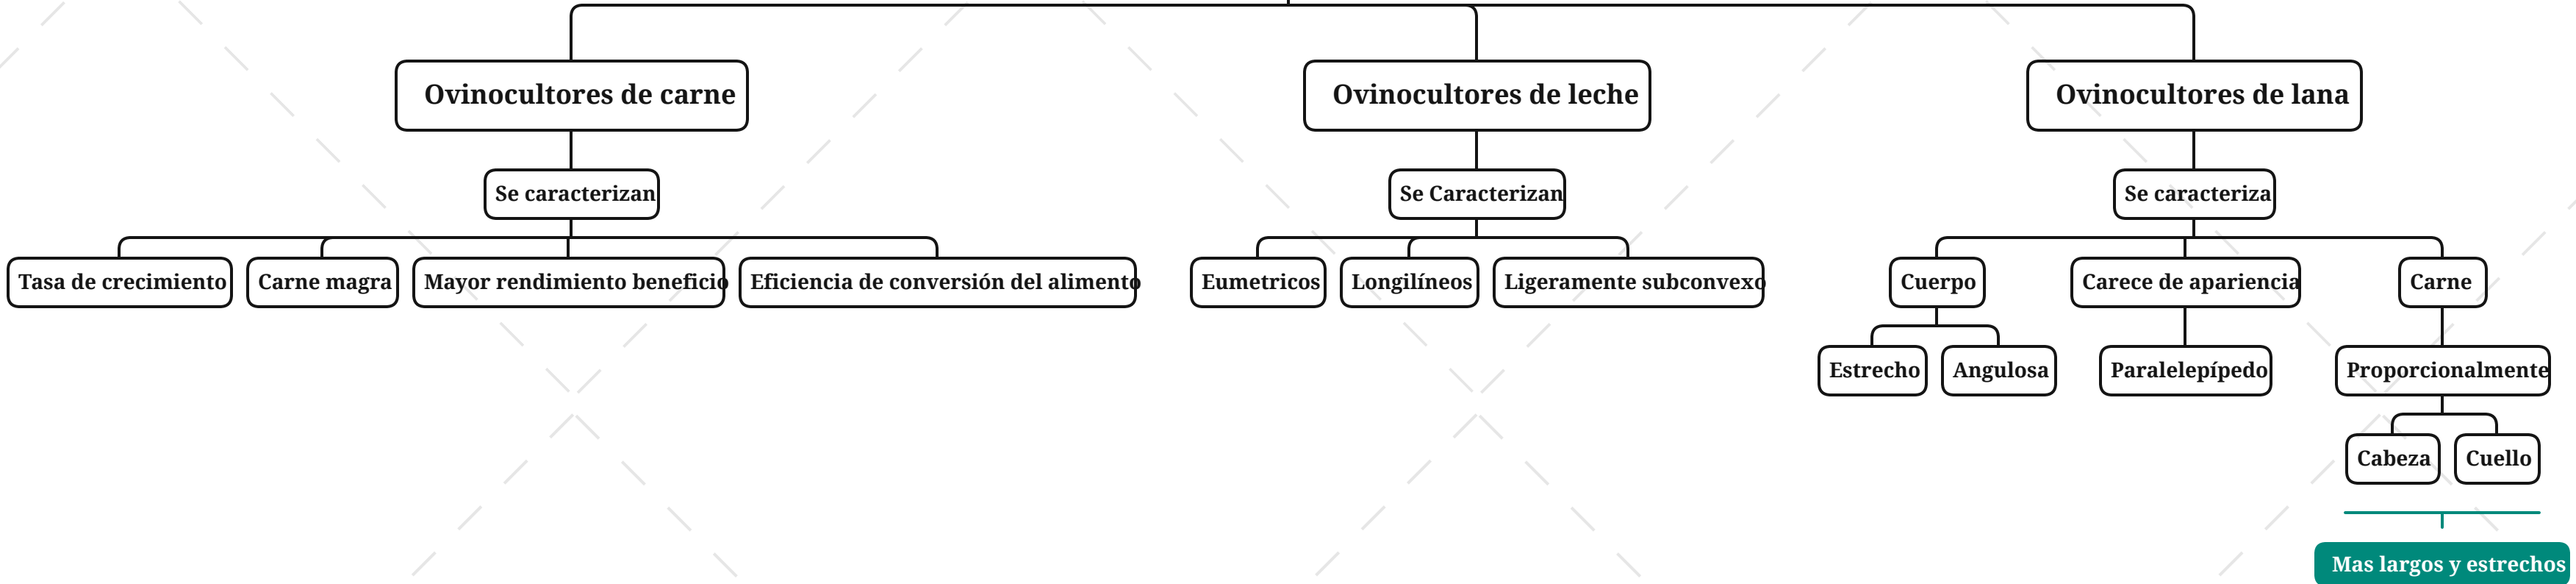 Ovinocultores de carne
Ovinocultores de leche
Ovinocultores de lana
Se caracterizan
Se Caracterizan
Se caracteriza
Tasa de crecimiento
Carne magra
Mayor rendimiento beneficio
Eficiencia de conversión del alimento
Eumetricos
Longilíneos
Ligeramente subconvexo
Cuerpo
Carece de apariencia
Carne
Estrecho
Angulosa
Paralelepípedo
Proporcionalmente
Cabeza
Cuello
Mas largos y estrechos